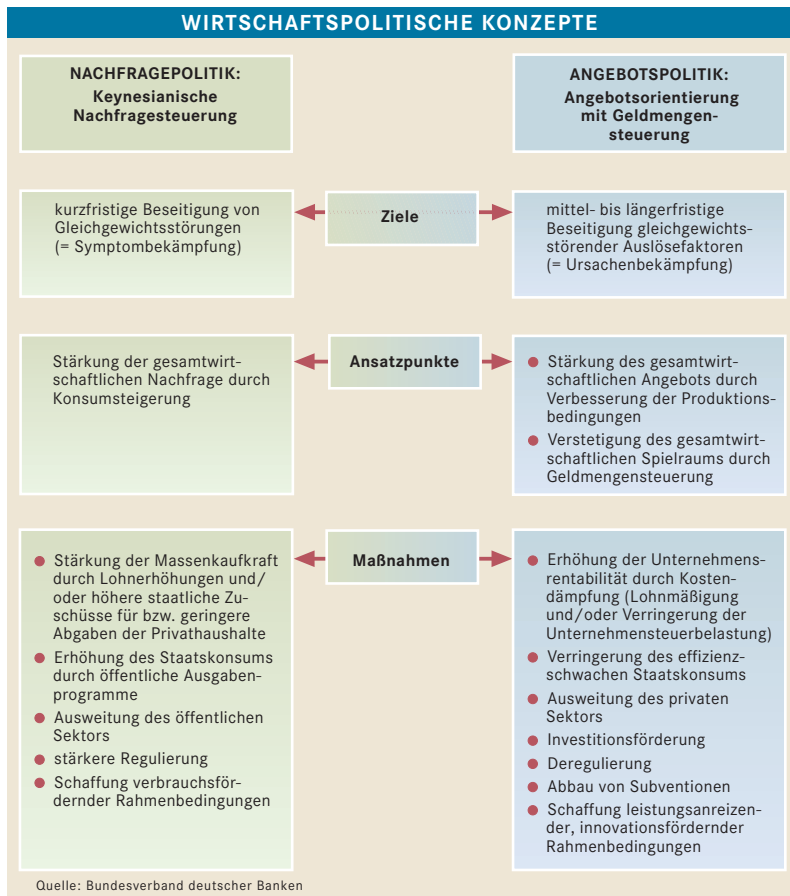 WIRTSCHAFTSPOLITISCHE KONZEPTE
NACHFRAGEPOLITIK:
Keynesianische
Nachfragesteuerung
ANGEBOTSPOLITIK:
Angebotsorientierung
mit Geldmengen-
steuerung
kurzfristige Beseitigung von
Gleichgewichtsstörungen
(= Symptombekämpfung)
Ziele
mittel- bis längerfristige
Beseitigung gleichgewichts-
störender Auslösefaktoren
(= Ursachenbekämpfung)
Stärkung der gesamtwirt-
schaftlichen Nachfrage durch
Konsumsteigerung
Ansatzpunkte
● Stärkung des gesamtwirt-
schaftlichen Angebots durch
Verbesserung der Produktions-
bedingungen
● Verstetigung des gesamtwirt-
schaftlichen Spielraums durch
Geldmengensteuerung
● Stärkung der Massenkaufkraft
durch Lohnerhöhungen und/
oder höhere staatliche Zu-
schüsse für bzw. geringere
Abgaben der Privathaushalte
● Erhöhung des Staatskonsums
durch öffentliche Ausgaben-
programme
● Ausweitung des öffentlichen
Sektors
● stärkere Regulierung
● Schaffung verbrauchsför-
dernder Rahmenbedingungen
Maßnahmen
● Erhöhung der Unternehmens-
rentabilität durch Kosten-
dämpfung (Lohnmäßigung
und/oder Verringerung der
Unternehmensteuerbelastung)
● Verringerung des effizienz-
schwachen Staatskonsums
● Ausweitung des privaten
Sektors
● Investitionsförderung
● Deregulierung
● Abbau von Subventionen
● Schaffung leistungsanreizen-
der, innovationsfördernder
Rahmenbedingungen
Quelle: Bundesverband deutscher Banken